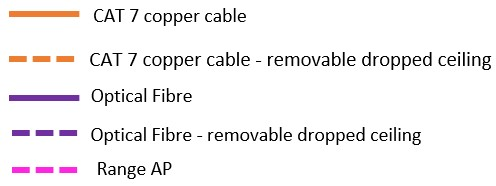 CAT 7 copper cable
CAT 7 copper cable - removable dropped ceiling
Optical Fibre
Optical Fibre - removable dropped ceiling
Range AP